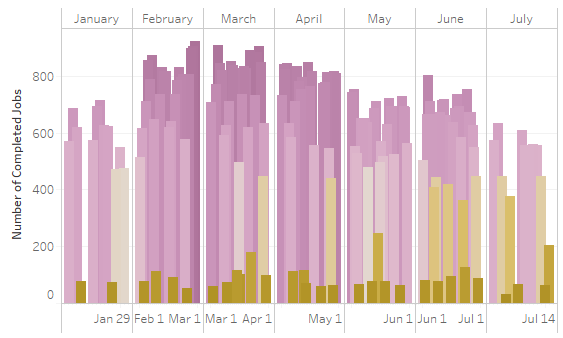 January February March April May June July
Number of Completed Jobs
800
600
400
200
0
Jan 29 Feb 1 Mar 1 Mar 1 Apr 1 May 1 Jun 1 Jun 1 Jul 1 Jul 14